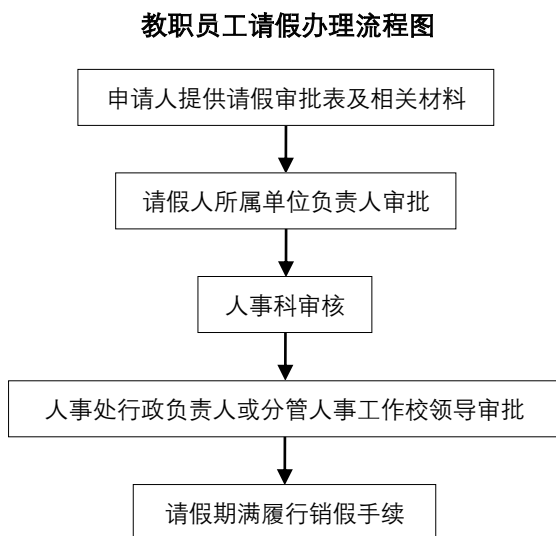 教职员工请假办理流程图
申请人提供请假审批表及相关材料
请假人所属单位负责人审批
人事科审核
人事处行政负责人或分管人事工作校领导审批
请假期满履行销假手续